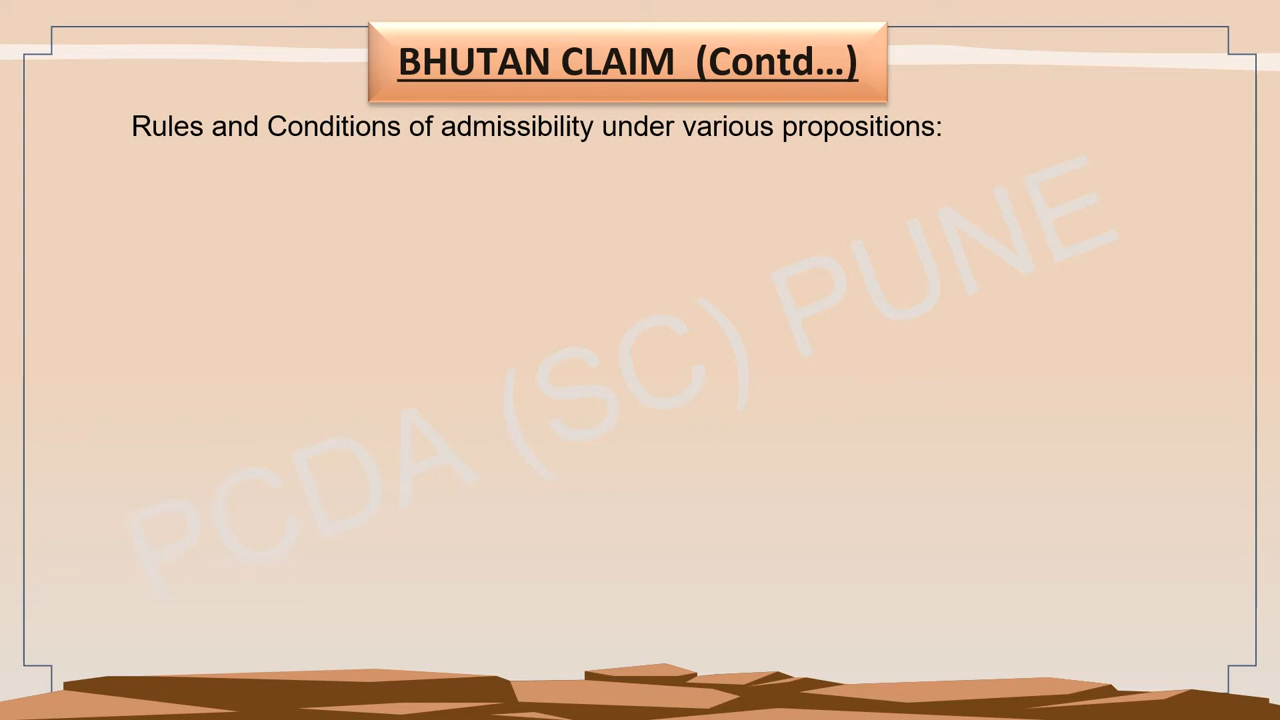 BHUTAN CLAIM (Contd...)
Rules and Conditions of admissibility under various propositions:
PCDA (SC) PUNE